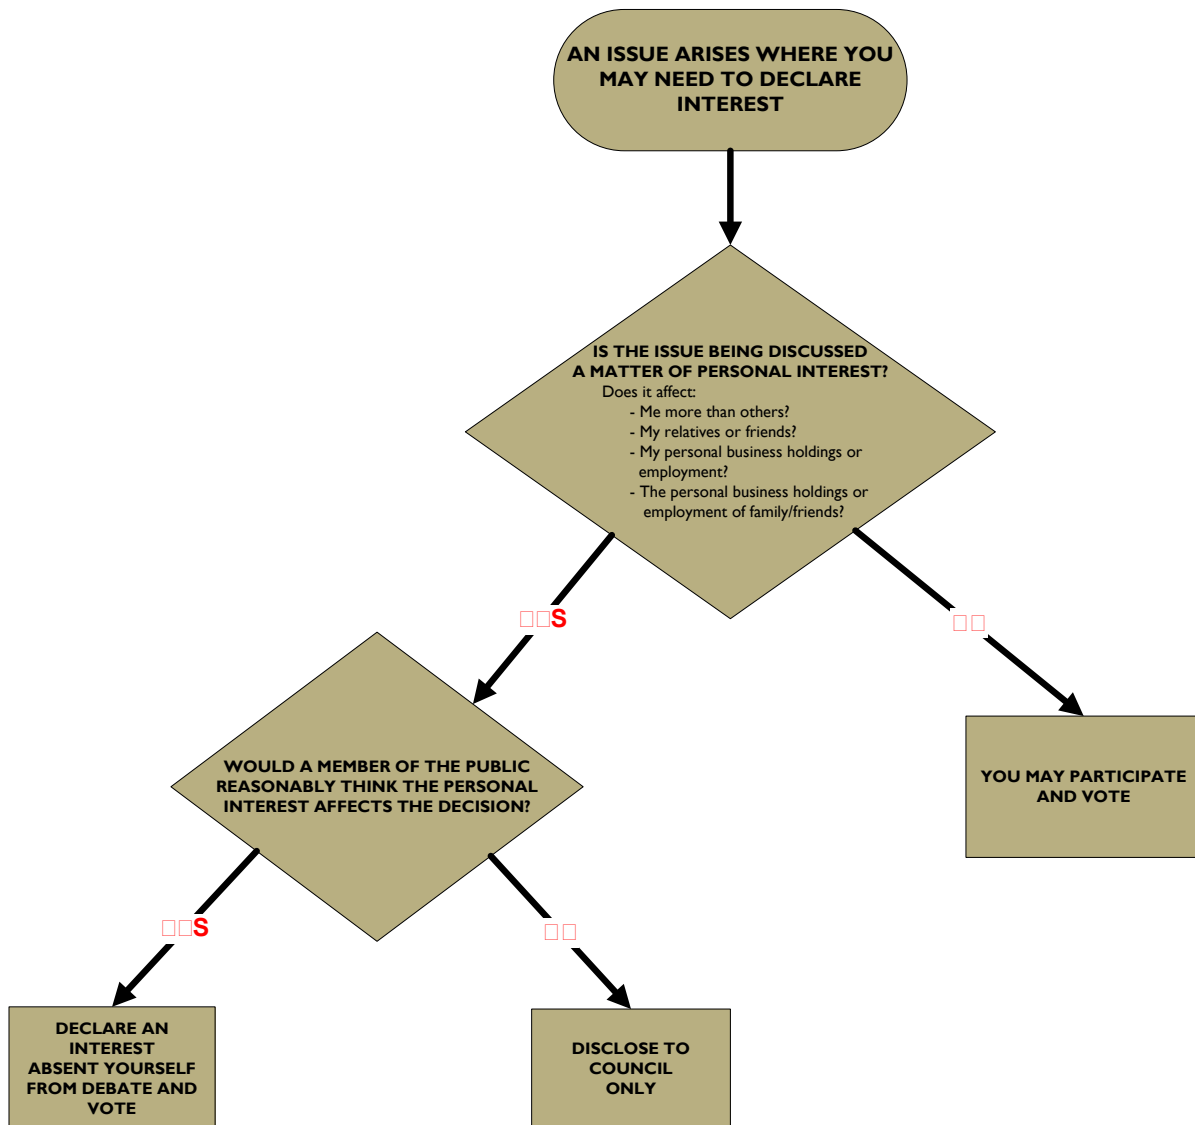 AN ISSUE ARISES WHERE YOU
MAY NEED TO DECLARE
INTEREST
IS THE ISSUE BEING DISCUSSED
A MATTER OF PERSONAL INTEREST?
Does it affect:
- Me more than others?
- My relatives or friends?
- My personal business holdings or
employment?
- The personal business holdings or
employment of family/friends?
□□S
□□
WOULD A MEMBER OF THE PUBLIC
REASONABLY THINK THE PERSONAL
INTEREST AFFECTS THE DECISION?
YOU MAY PARTICIPATE
AND VOTE
□□S
□□
DECLARE AN
INTEREST
ABSENT YOURSELF
FROM DEBATE AND
VOTE
DISCLOSE TO
COUNCIL
ONLY